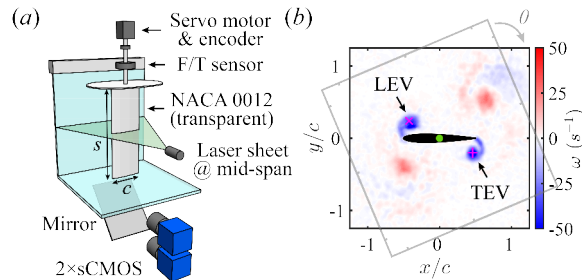 (a)
Servo motor
& encoder
F/T sensor
NACA 0012
(transparent)
s
Laser sheet
@ mid-span
c
Mirror
2×sCMOS
(b)
θ
1
0
-1
y/c
LEV
TEV
-1
0
1
x/c
50
25
0
-25
-50
ω (s⁻¹)